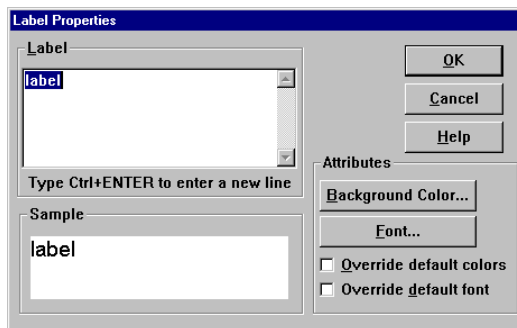 Label Properties
Label
label
Type Ctrl+ENTER to enter a new line
Sample
label
OK
Cancel
Help
Attributes
Background Color...
Font...
Override default colors
Override default font